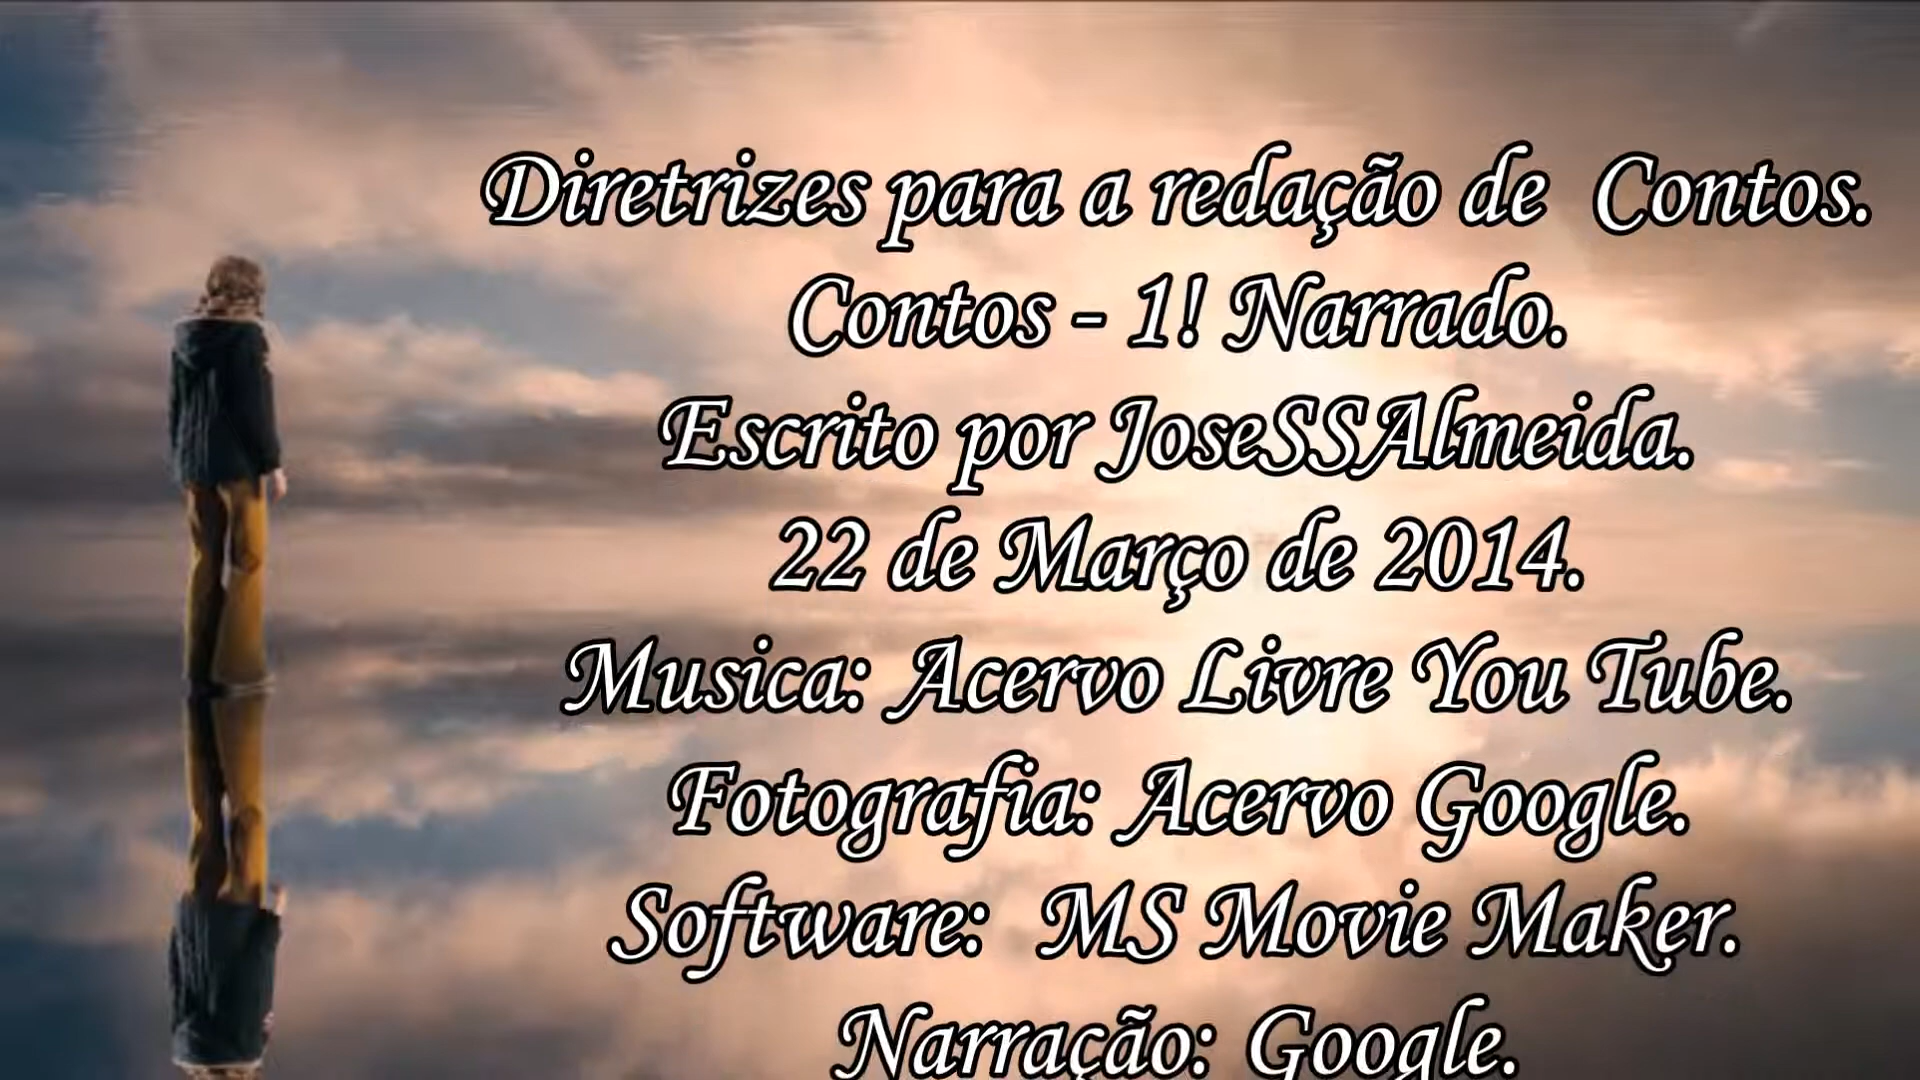 Diretrizes para a redação de Contos.
Contos - 1! Narrado.
Escrito por JoseSSAlmeida.
22 de Março de 2014.
Musica: Acervo Livre You Tube.
Fotografia: Acervo Google.
Software: MS Movie Maker.
Narração: Google.